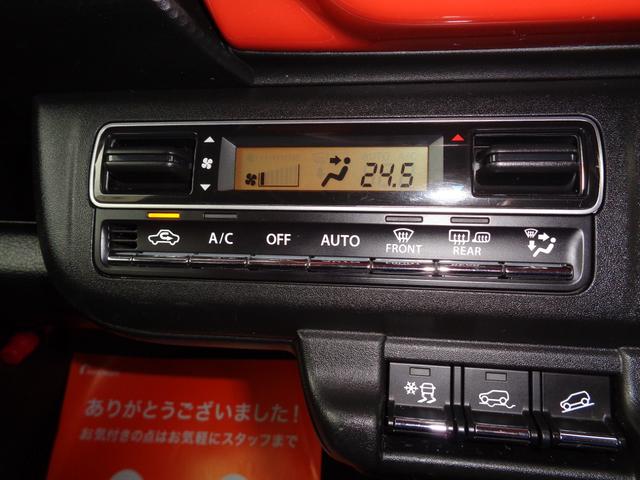 24.5
A/C OFF AUTO FRONT REAR
ありがとうございました！
お気付きの点はお気軽にスタッフまで